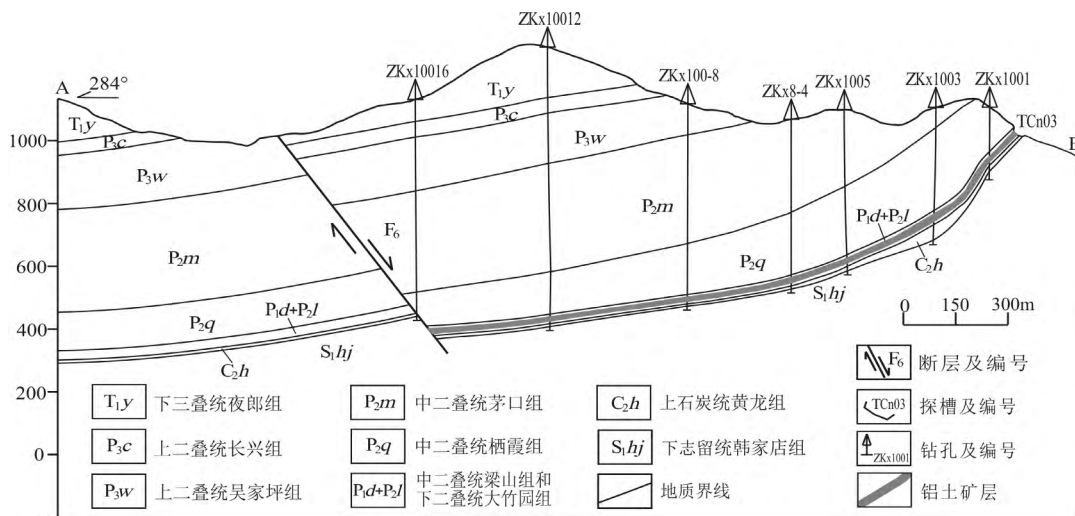 ZKx10012
ZKx10016
ZKx100-8
ZKx8-4
ZKx1005
ZKx1003
ZKx1001
A
284°
TCn03
T₁y
P₃c
P₃w
P₂m
P₂q
P₁d+P₂l
C₂h
S₁hj
T₁y
P₃c
P₃w
P₂m
P₂q
P₁d+P₂l
C₂h
S₁hj
F₆
1000
800
600
400
200
0
0 150 300m
T₁y 下三叠统夜郎组
P₃c 上二叠统长兴组
P₃w 上二叠统吴家坪组
P₂m 中二叠统茅口组
P₂q 中二叠统栖霞组
P₁d+P₂l 中二叠统梁山组和
下二叠统大竹园组
C₂h 上石炭统黄龙组
S₁hj 下志留统韩家店组
地质界线
F₆ 断层及编号
TCn03 探槽及编号
ZKx1001 钻孔及编号
铝土矿层